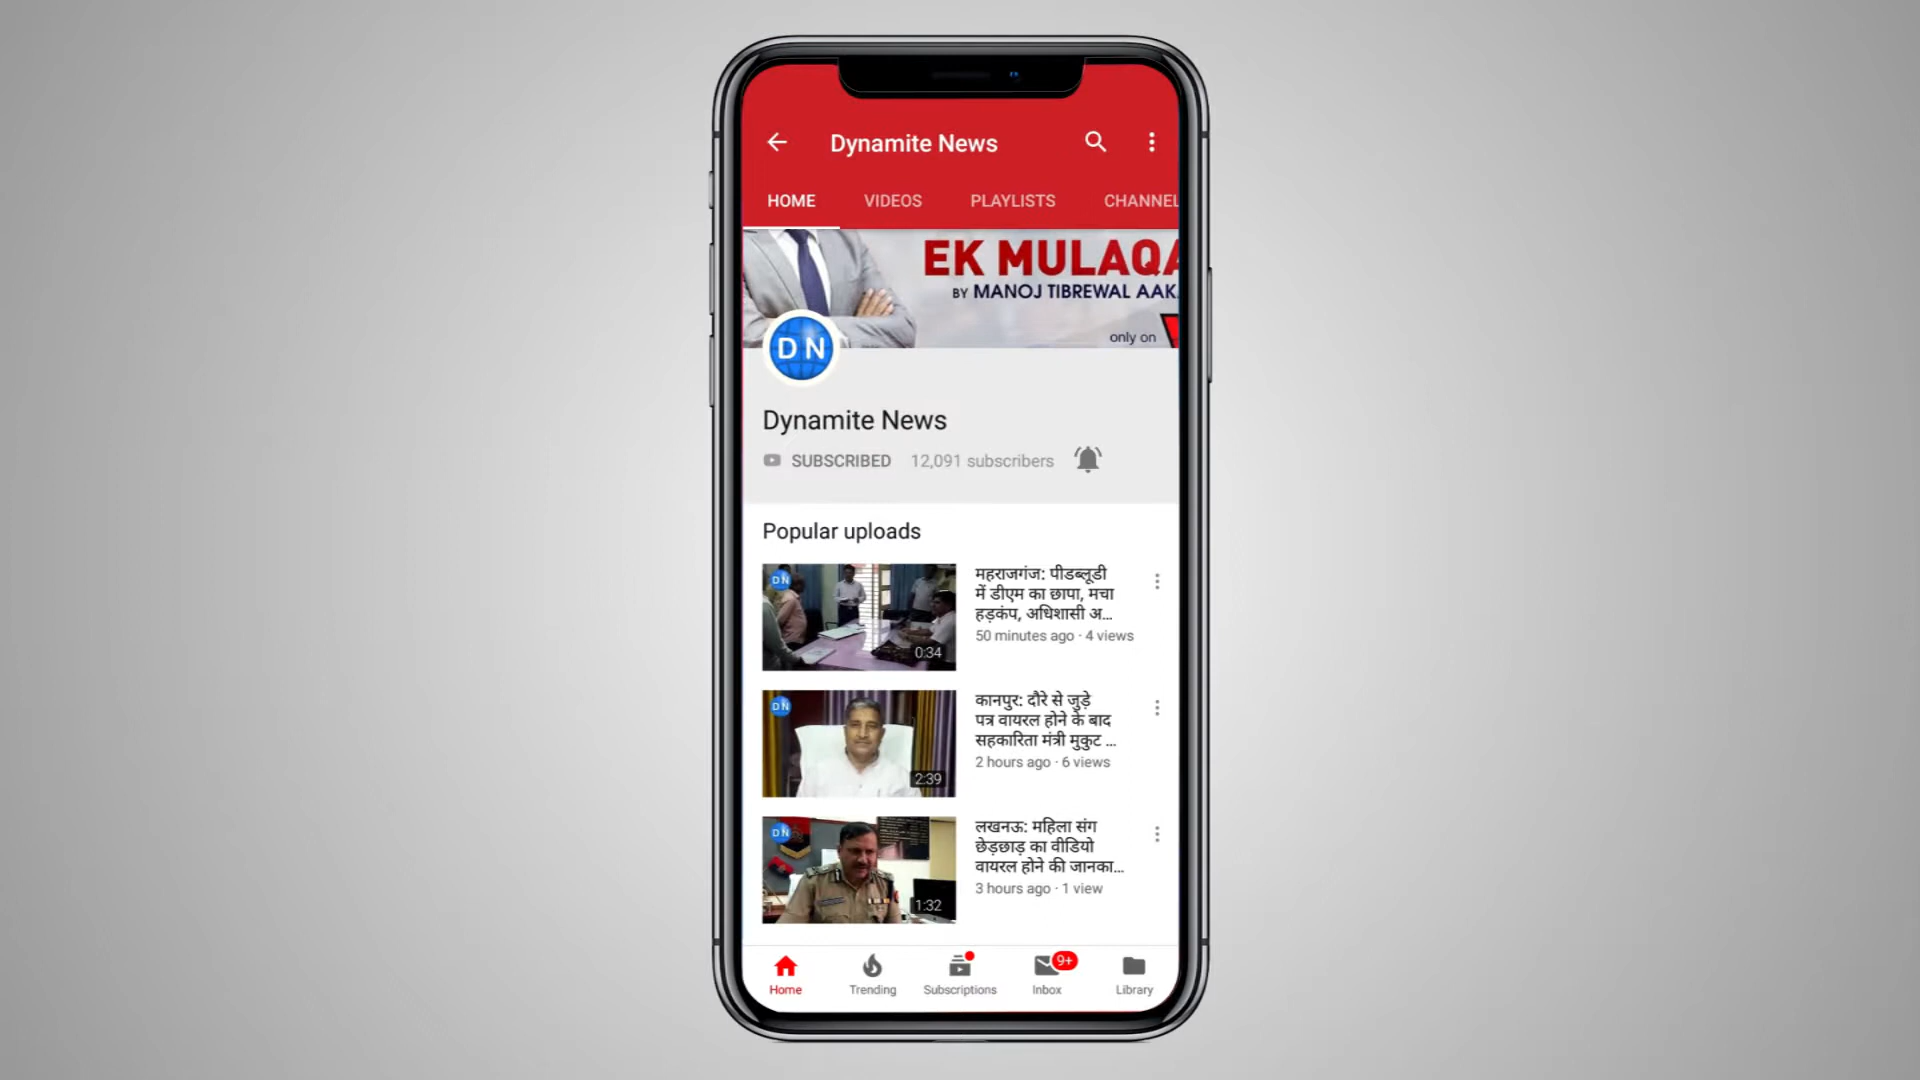 Dynamite News
HOME VIDEOS PLAYLISTS CHANNEL
EK MULAQA
BY MANOJ TIBREWAL AAK
only on
DN
Dynamite News
SUBSCRIBED 12,091 subscribers
Popular uploads
DN
0:34
महराजगंज: पीडब्लूडी
में डीएम का छापा, मचा
हड़कंप, अधिशासी अ...
50 minutes ago · 4 views
DN
2:39
कानपुर: दौरे से जुड़े
पत्र वायरल होने के बाद
सहकारिता मंत्री मुकुट ...
2 hours ago · 6 views
DN
1:32
लखनऊ: महिला संग
छेड़छाड़ का वीडियो
वायरल होने की जानका...
3 hours ago · 1 view
9+
Home Trending Subscriptions Inbox Library